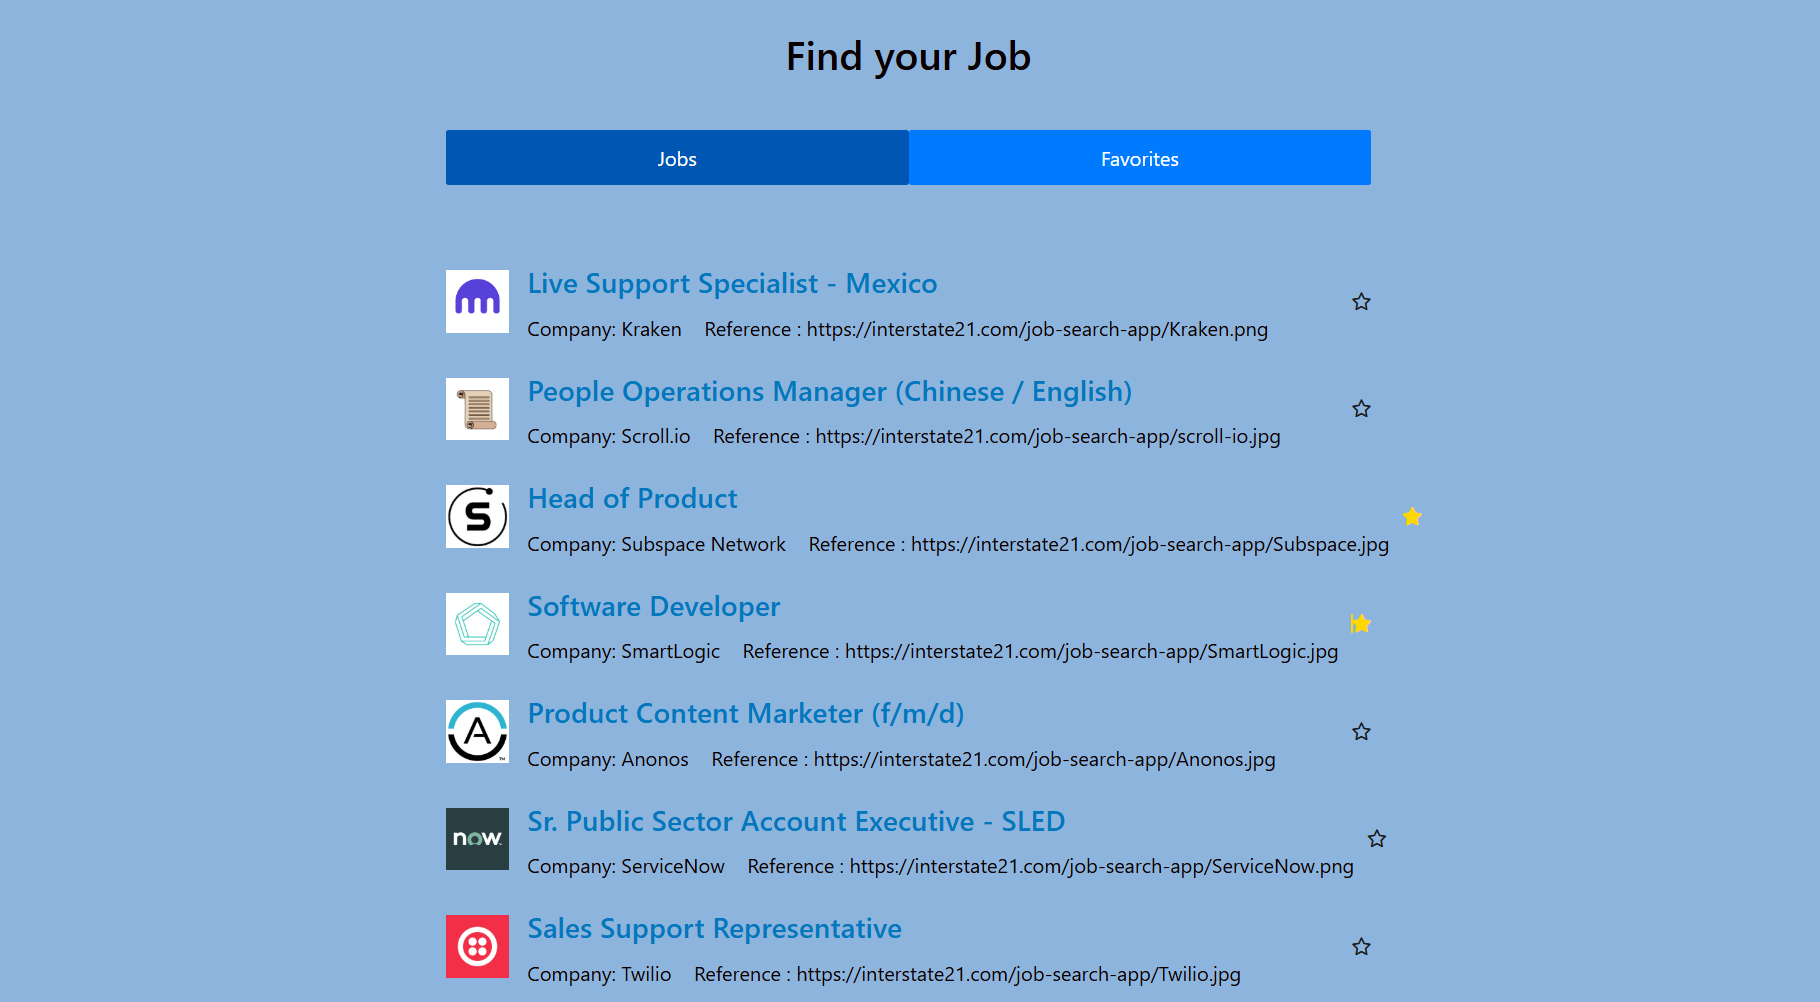 Find your Job
Jobs Favorites
Live Support Specialist - Mexico
Company: Kraken Reference : https://interstate21.com/job-search-app/Kraken.png
People Operations Manager (Chinese / English)
Company: Scroll.io Reference : https://interstate21.com/job-search-app/scroll-io.jpg
S
Head of Product
Company: Subspace Network Reference : https://interstate21.com/job-search-app/Subspace.jpg
Software Developer
Company: SmartLogic Reference : https://interstate21.com/job-search-app/SmartLogic.jpg
A
TM
Product Content Marketer (f/m/d)
Company: Anonos Reference : https://interstate21.com/job-search-app/Anonos.jpg
now.
Sr. Public Sector Account Executive - SLED
Company: ServiceNow Reference : https://interstate21.com/job-search-app/ServiceNow.png
Sales Support Representative
Company: Twilio Reference : https://interstate21.com/job-search-app/Twilio.jpg